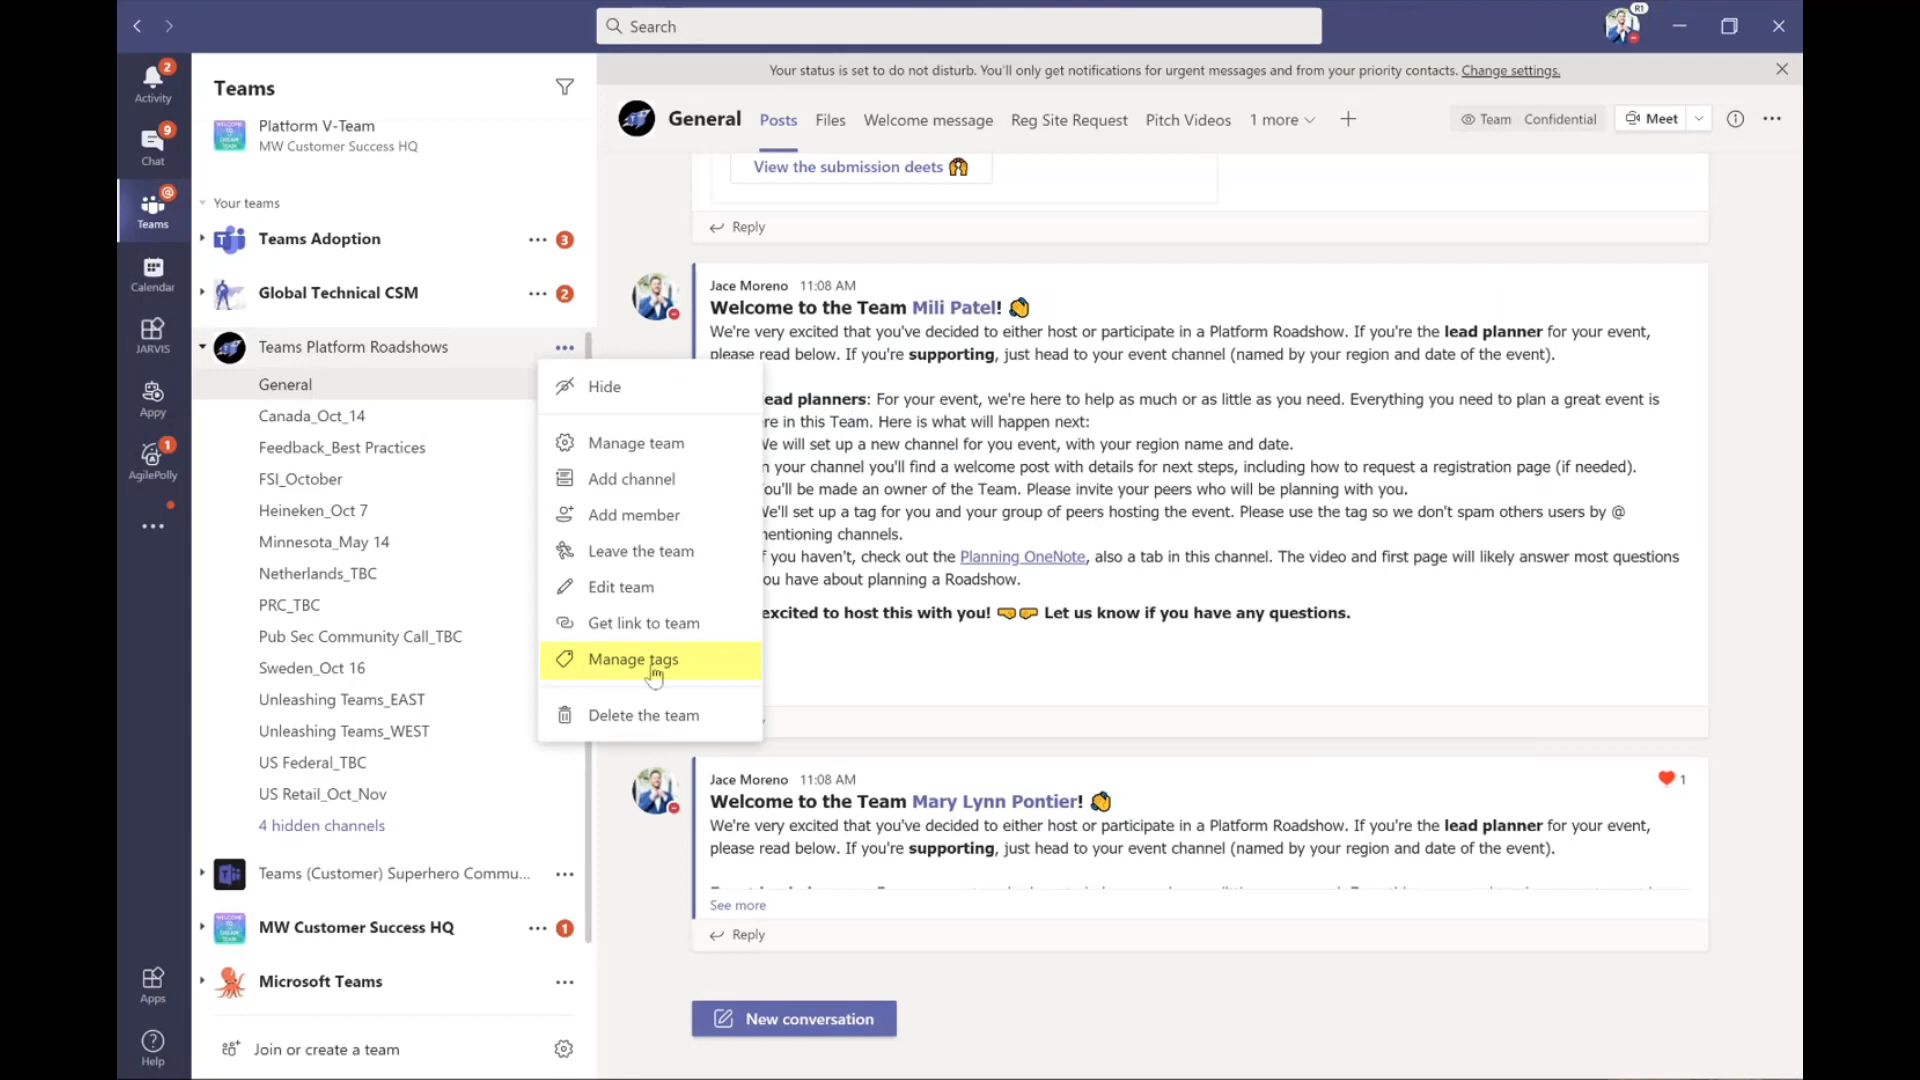 R1
Search
Your status is set to do not disturb. You'll only get notifications for urgent messages and from your priority contacts. Change settings.
2
Activity
9
Chat
@
Teams
Calendar
JARVIS
Appy
1
AgilePolly
Apps
Help
Teams
Platform V-Team
MW Customer Success HQ
Your teams
Teams Adoption
3
Global Technical CSM
2
Teams Platform Roadshows
General
Canada_Oct_14
Feedback_Best Practices
FSI_October
Heineken_Oct 7
Minnesota_May 14
Netherlands_TBC
PRC_TBC
Pub Sec Community Call_TBC
Sweden_Oct 16
Unleashing Teams_EAST
Unleashing Teams_WEST
US Federal_TBC
US Retail_Oct_Nov
4 hidden channels
Teams (Customer) Superhero Commu...
MW Customer Success HQ
1
Microsoft Teams
Join or create a team
Hide
Manage team
Add channel
Add member
Leave the team
Edit team
Get link to team
Manage tags
Delete the team
General
Posts
Files
Welcome message
Reg Site Request
Pitch Videos
1 more
Team Confidential
Meet
View the submission deets 🙌
Reply
Jace Moreno 11:08 AM
Welcome to the Team Mili Patel! 👏
We're very excited that you've decided to either host or participate in a Platform Roadshow. If you're the lead planner for your event,
please read below. If you're supporting, just head to your event channel (named by your region and date of the event).
ead planners: For your event, we're here to help as much or as little as you need. Everything you need to plan a great event is
re in this Team. Here is what will happen next:
e will set up a new channel for you event, with your region name and date.
n your channel you'll find a welcome post with details for next steps, including how to request a registration page (if needed).
ou'll be made an owner of the Team. Please invite your peers who will be planning with you.
e'll set up a tag for you and your group of peers hosting the event. Please use the tag so we don't spam others users by @
entioning channels.
f you haven't, check out the Planning OneNote, also a tab in this channel. The video and first page will likely answer most questions
ou have about planning a Roadshow.
excited to host this with you! 🤜🤛 Let us know if you have any questions.
Jace Moreno 11:08 AM
1
Welcome to the Team Mary Lynn Pontier! 👏
We're very excited that you've decided to either host or participate in a Platform Roadshow. If you're the lead planner for your event,
please read below. If you're supporting, just head to your event channel (named by your region and date of the event).
See more
Reply
New conversation